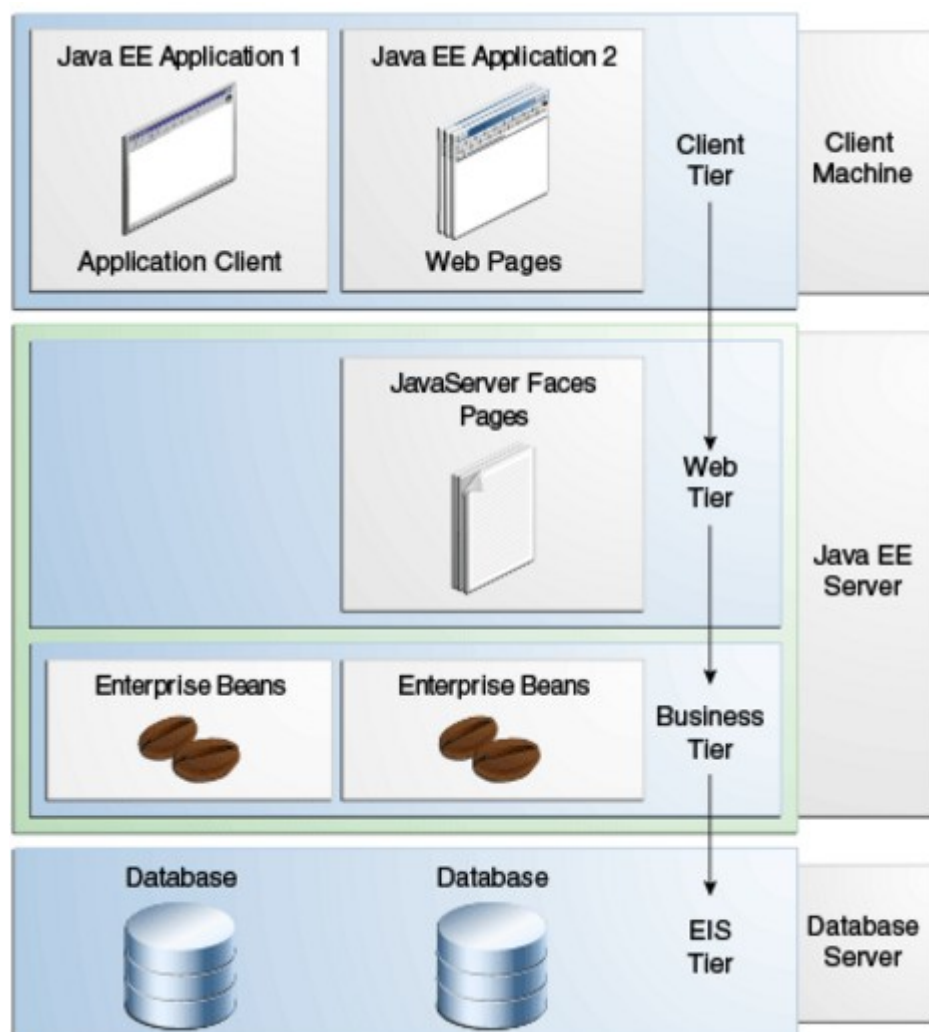 Java EE Application 1
Application Client
Java EE Application 2
Web Pages
Client
Tier
Client
Machine
JavaServer Faces
Pages
Web
Tier
Java EE
Server
Enterprise Beans
Enterprise Beans
Business
Tier
Database
Database
EIS
Tier
Database
Server